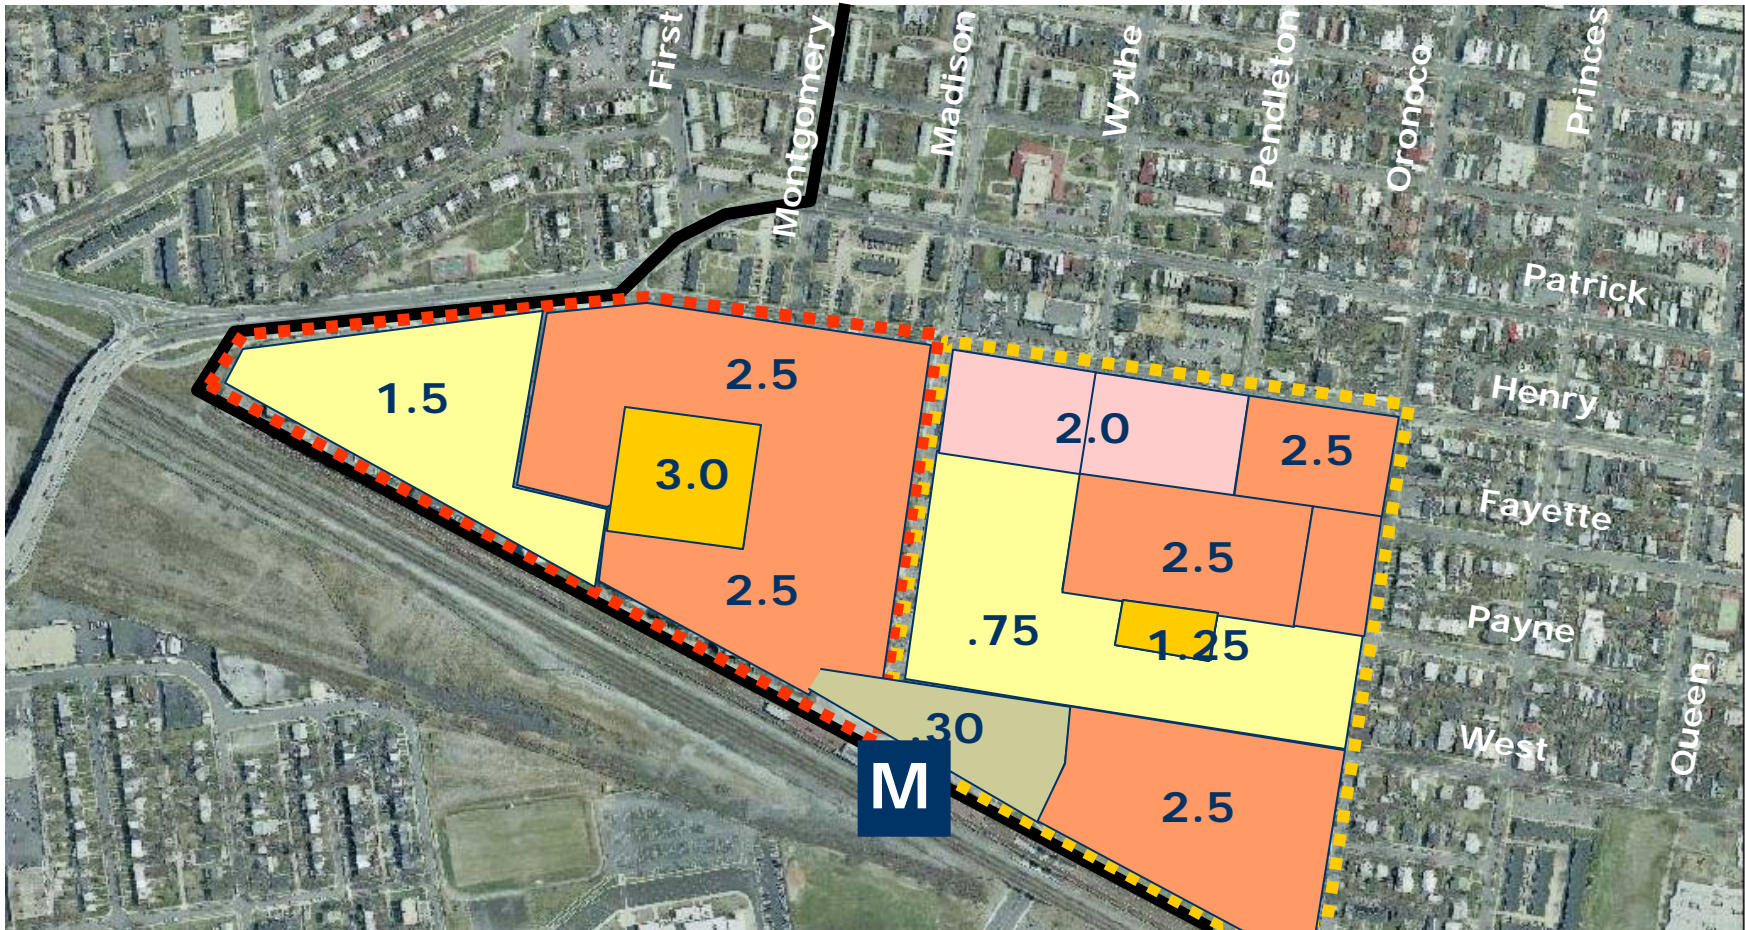 First
Montgomery
Madison
Wythe
Pendleton
Oronoco
Princes
Patrick
Henry
Fayette
Payne
West
Queen
1.5
2.5
3.0
2.5
2.0
2.5
2.5
.75
1.25
.30
M
2.5